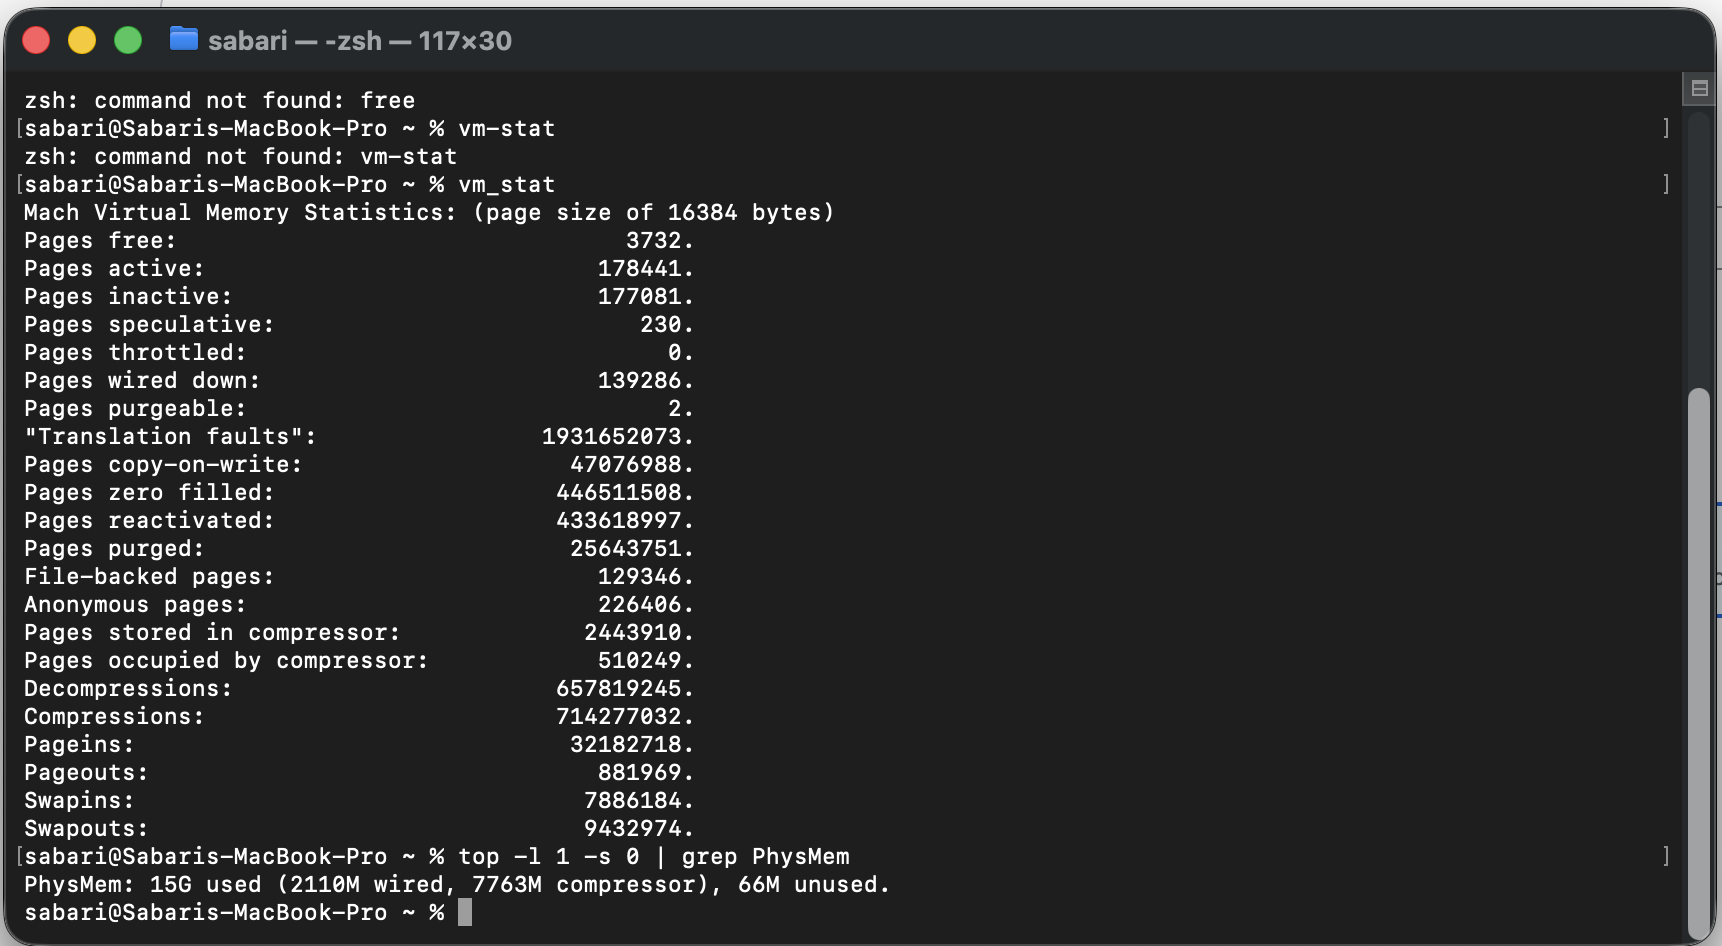 sabari — -zsh — 117×30
zsh: command not found: free
[sabari@Sabaris-MacBook-Pro ~ % vm-stat ]
zsh: command not found: vm-stat
[sabari@Sabaris-MacBook-Pro ~ % vm_stat ]
Mach Virtual Memory Statistics: (page size of 16384 bytes)
Pages free: 3732.
Pages active: 178441.
Pages inactive: 177081.
Pages speculative: 230.
Pages throttled: 0.
Pages wired down: 139286.
Pages purgeable: 2.
"Translation faults": 1931652073.
Pages copy-on-write: 47076988.
Pages zero filled: 446511508.
Pages reactivated: 433618997.
Pages purged: 25643751.
File-backed pages: 129346.
Anonymous pages: 226406.
Pages stored in compressor: 2443910.
Pages occupied by compressor: 510249.
Decompressions: 657819245.
Compressions: 714277032.
Pageins: 32182718.
Pageouts: 881969.
Swapins: 7886184.
Swapouts: 9432974.
[sabari@Sabaris-MacBook-Pro ~ % top -l 1 -s 0 | grep PhysMem ]
PhysMem: 15G used (2110M wired, 7763M compressor), 66M unused.
sabari@Sabaris-MacBook-Pro ~ %